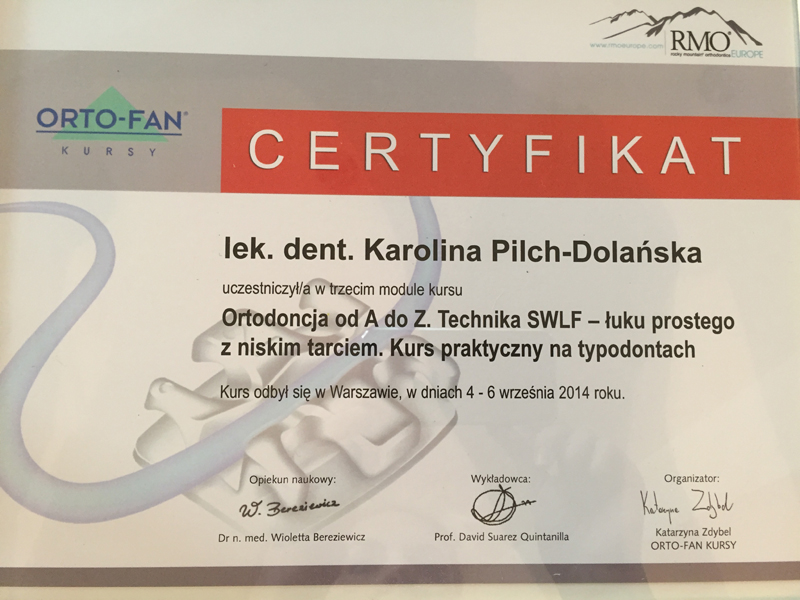 www.rmoeurope.com
RMO®
rocky mountain® orthodontics EUROPE
ORTO-FAN®
KURSY
CERTYFIKAT
lek. dent. Karolina Pilch-Dolańska
uczestniczył/a w trzecim module kursu
Ortodoncja od A do Z. Technika SWLF – łuku prostego
z niskim tarciem. Kurs praktyczny na typodontach
Kurs odbył się w Warszawie, w dniach 4 - 6 września 2014 roku.
Opiekun naukowy:
W. Bereziewicz
Dr n. med. Wioletta Bereziewicz
Wykładowca:
Prof. David Suarez Quintanilla
Organizator:
Katarzyna Zdybel
Katarzyna Zdybel
ORTO-FAN KURSY